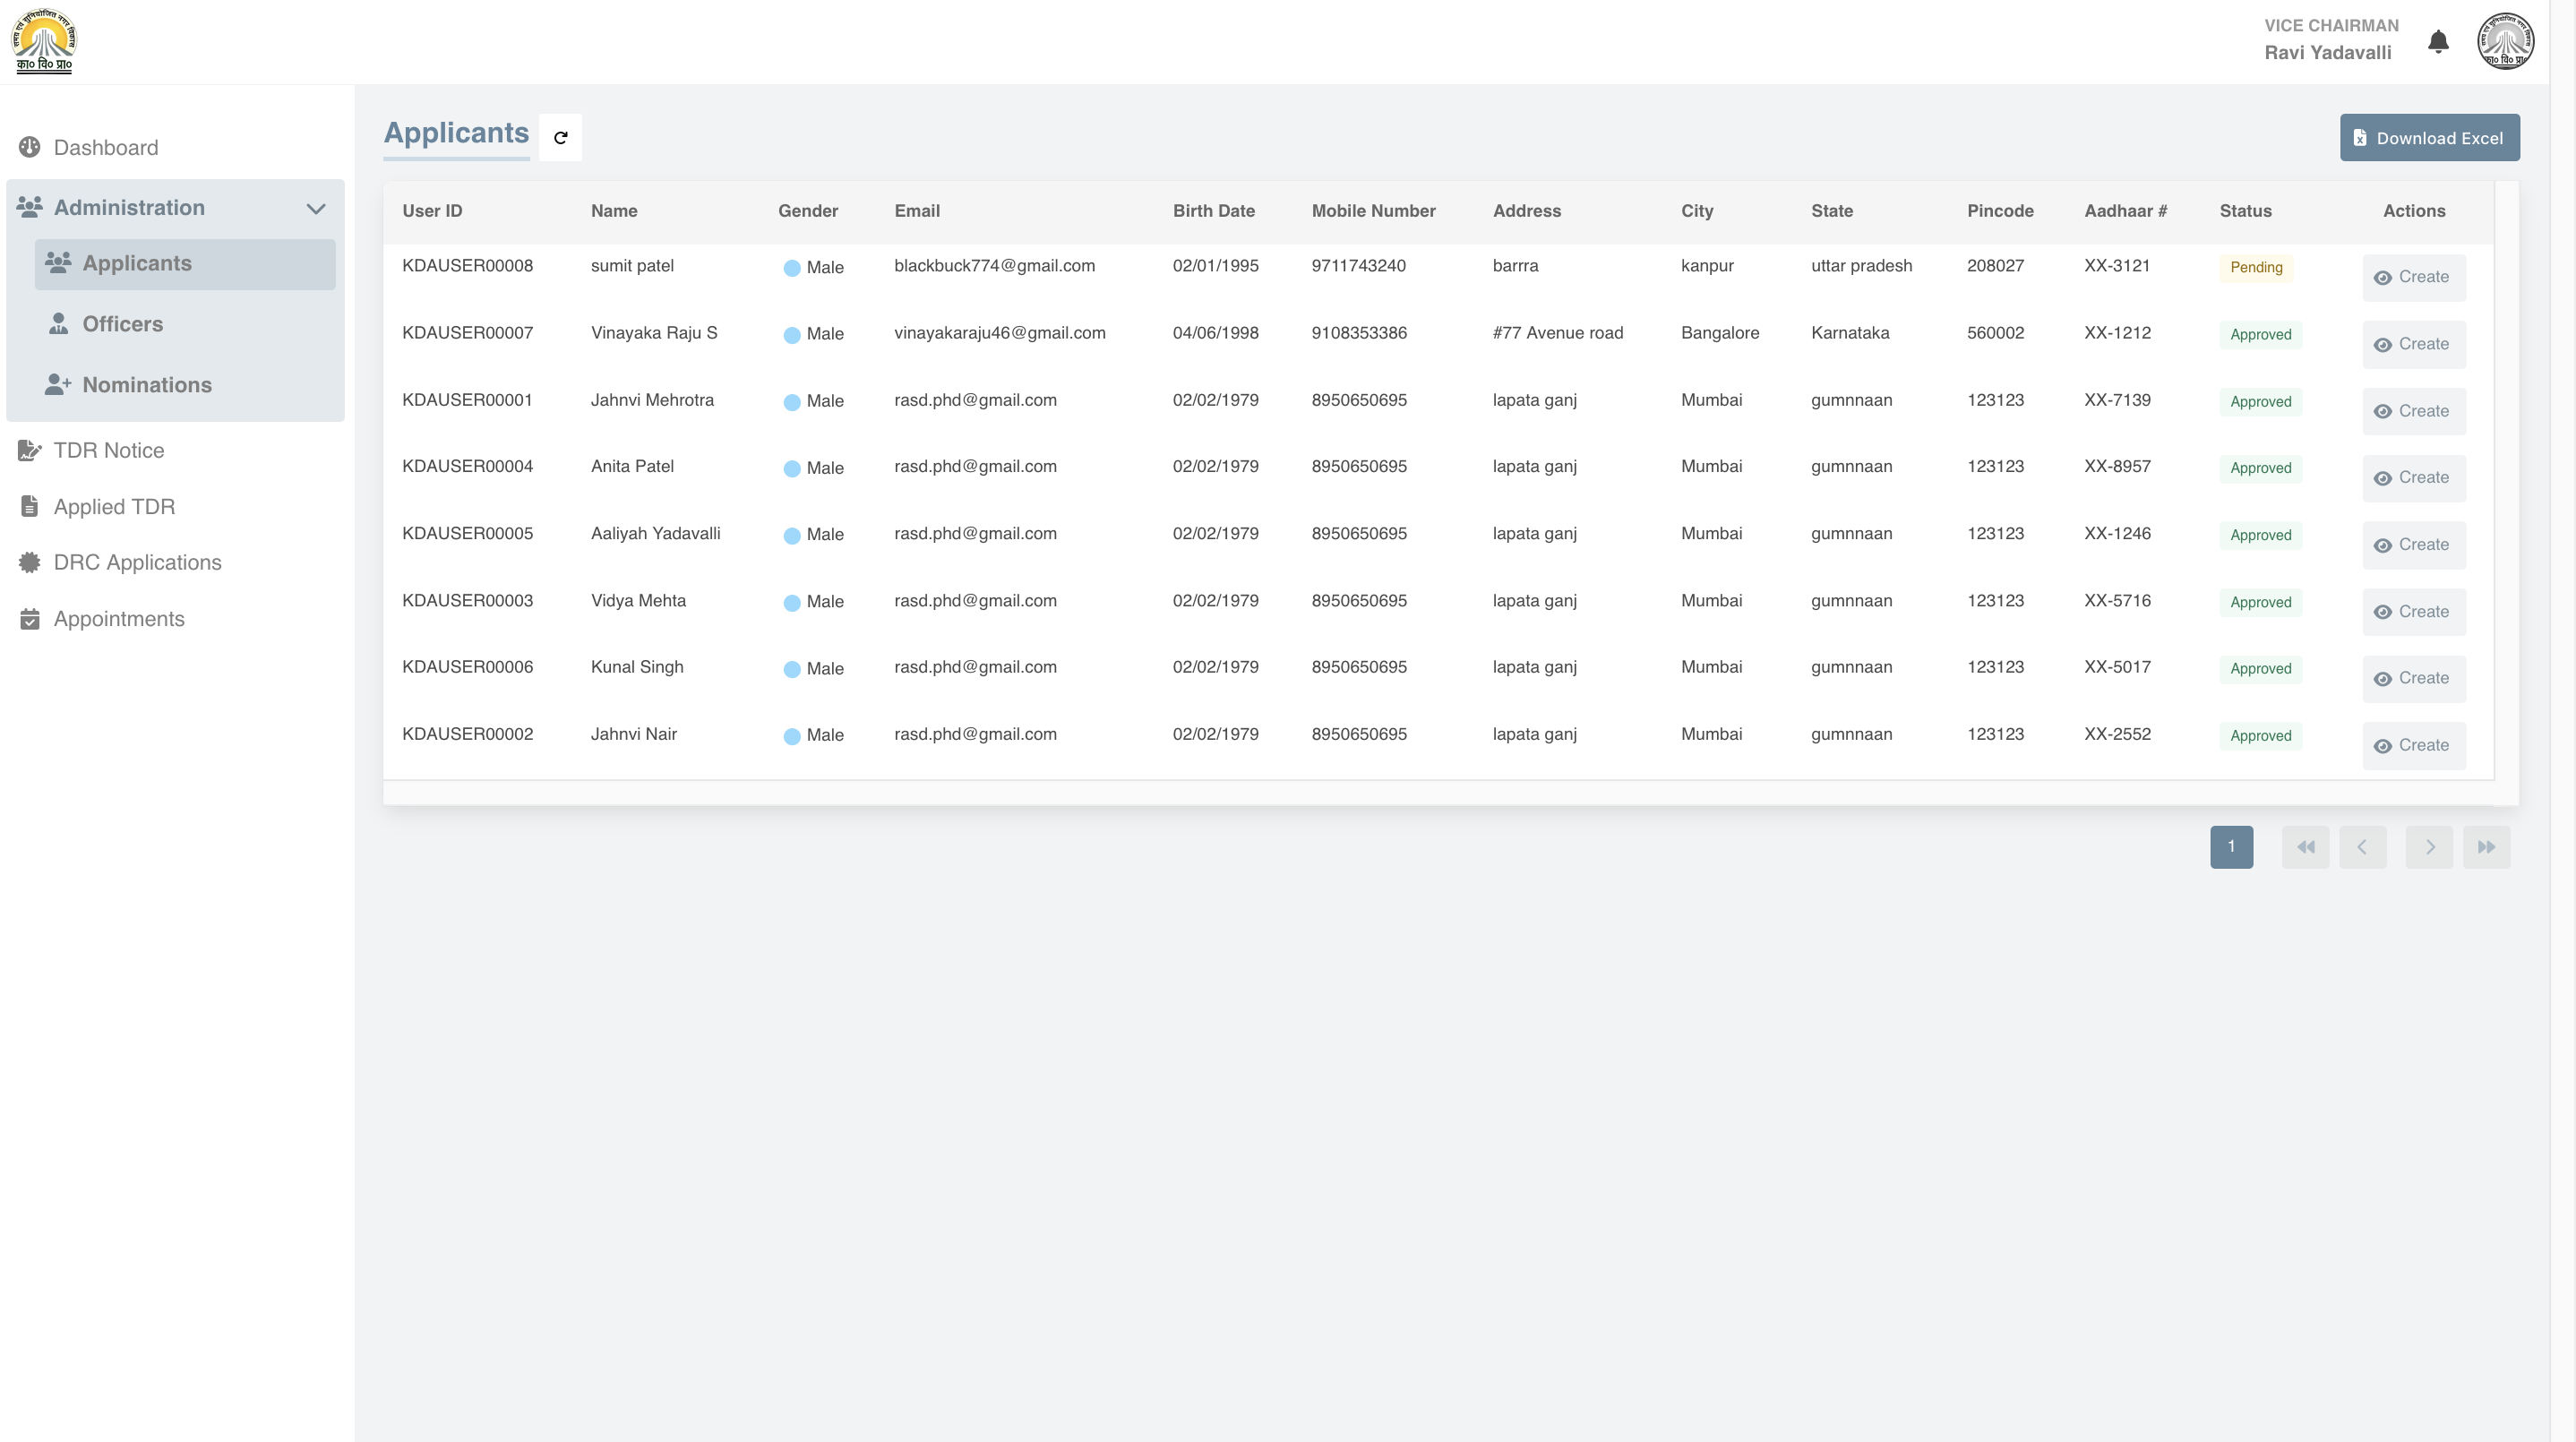 समग्र एवं सुनियोजित नगर विकास
का० वि० प्रा०
VICE CHAIRMAN
Ravi Yadavalli
Dashboard
Administration
Applicants
Officers
Nominations
TDR Notice
Applied TDR
DRC Applications
Appointments
Applicants
Download Excel
User ID Name Gender Email Birth Date Mobile Number Address City State Pincode Aadhaar # Status Actions
KDAUSER00008 sumit patel Male blackbuck774@gmail.com 02/01/1995 9711743240 barrra kanpur uttar pradesh 208027 XX-3121 Pending Create
KDAUSER00007 Vinayaka Raju S Male vinayakaraju46@gmail.com 04/06/1998 9108353386 #77 Avenue road Bangalore Karnataka 560002 XX-1212 Approved Create
KDAUSER00001 Jahnvi Mehrotra Male rasd.phd@gmail.com 02/02/1979 8950650695 lapata ganj Mumbai gumnnaan 123123 XX-7139 Approved Create
KDAUSER00004 Anita Patel Male rasd.phd@gmail.com 02/02/1979 8950650695 lapata ganj Mumbai gumnnaan 123123 XX-8957 Approved Create
KDAUSER00005 Aaliyah Yadavalli Male rasd.phd@gmail.com 02/02/1979 8950650695 lapata ganj Mumbai gumnnaan 123123 XX-1246 Approved Create
KDAUSER00003 Vidya Mehta Male rasd.phd@gmail.com 02/02/1979 8950650695 lapata ganj Mumbai gumnnaan 123123 XX-5716 Approved Create
KDAUSER00006 Kunal Singh Male rasd.phd@gmail.com 02/02/1979 8950650695 lapata ganj Mumbai gumnnaan 123123 XX-5017 Approved Create
KDAUSER00002 Jahnvi Nair Male rasd.phd@gmail.com 02/02/1979 8950650695 lapata ganj Mumbai gumnnaan 123123 XX-2552 Approved Create
1